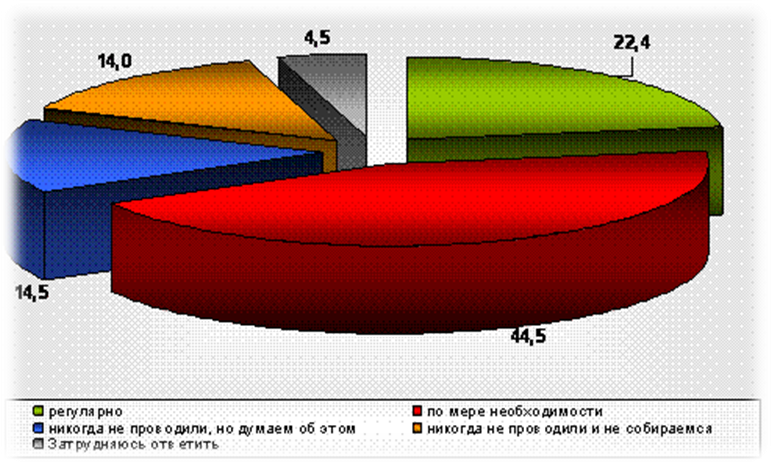 4,5
22,4
14,0
14,5
44,5
регулярно
по мере необходимости
никогда не проводили, но думаем об этом
никогда не проводили и не собираемся
Затрудняюсь ответить